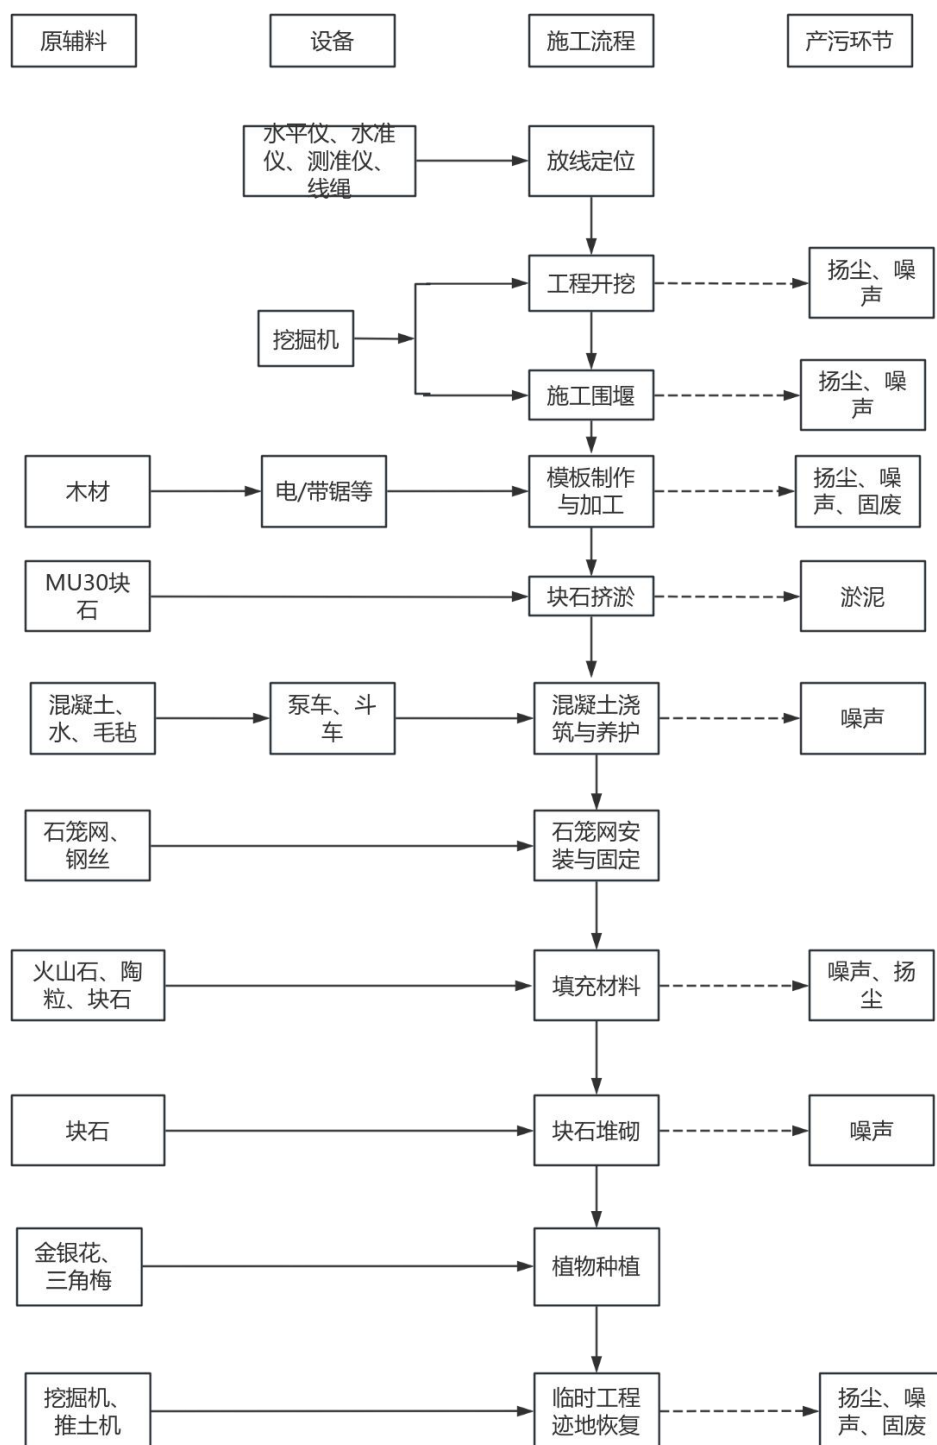 原辅料
设备
施工流程
产污环节
水平仪、水准
仪、测准仪、
线绳
放线定位
工程开挖
扬尘、噪
声
挖掘机
施工围堰
扬尘、噪
声
木材
电/带锯等
模板制作
与加工
扬尘、噪
声、固废
MU30块
石
块石挤淤
淤泥
混凝土、
水、毛毡
泵车、斗
车
混凝土浇
筑与养护
噪声
石笼网、
钢丝
石笼网安
装与固定
火山石、陶
粒、块石
填充材料
噪声、扬
尘
块石
块石堆砌
噪声
金银花、
三角梅
植物种植
挖掘机、
推土机
临时工程
迹地恢复
扬尘、噪
声、固废